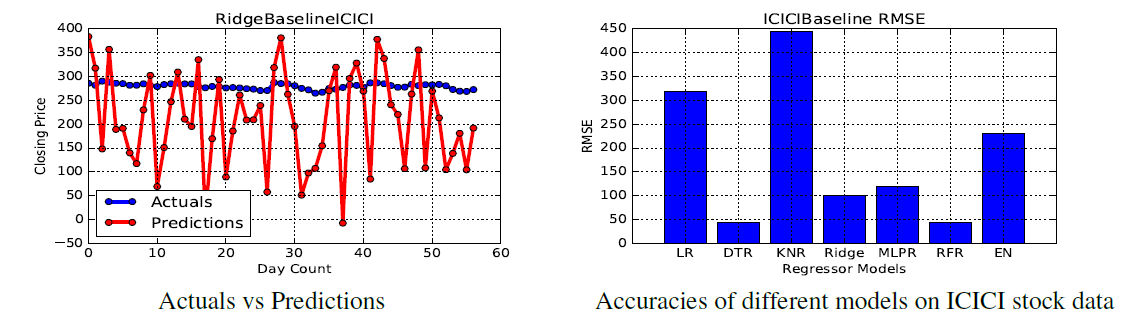 RidgeBaselineICICI
400
350
300
250
200
150
100
50
0
−50
Closing Price
Actuals
Predictions
0 10 20 30 40 50 60
Day Count
Actuals vs Predictions
ICICIBaseline RMSE
450
400
350
300
250
200
150
100
50
0
RMSE
LR DTR KNR Ridge MLPR RFR EN
Regressor Models
Accuracies of different models on ICICI stock data